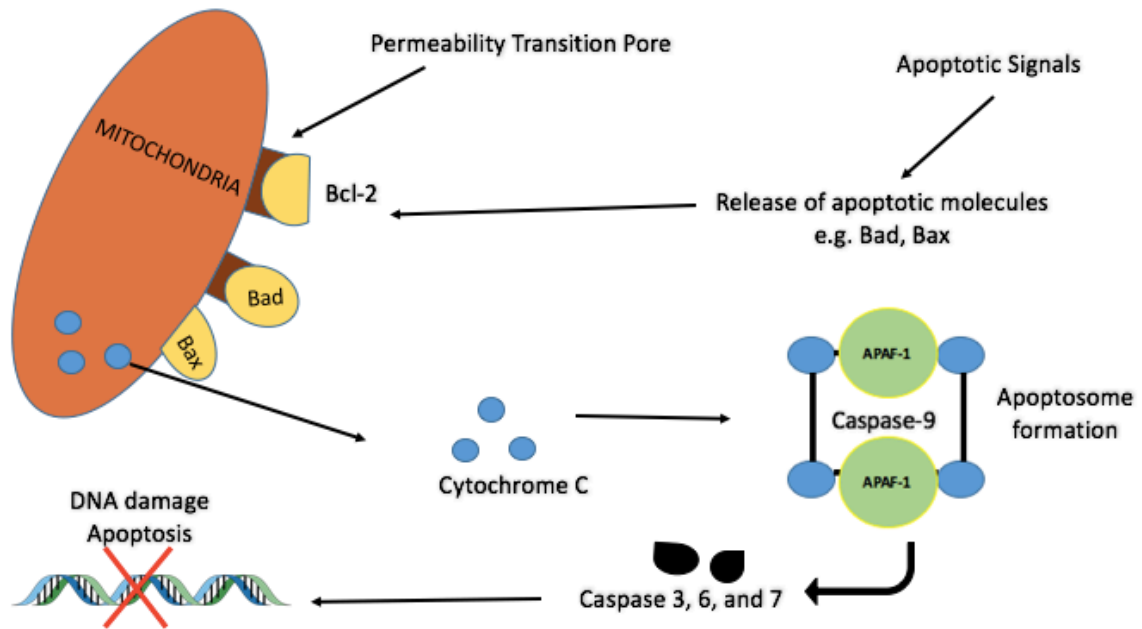 Permeability Transition Pore
Apoptotic Signals
MITOCHONDRIA
Bcl-2
Release of apoptotic molecules
e.g. Bad, Bax
Bad
Bax
APAF-1
Caspase-9
APAF-1
Apoptosome
formation
Cytochrome C
DNA damage
Apoptosis
Caspase 3, 6, and 7